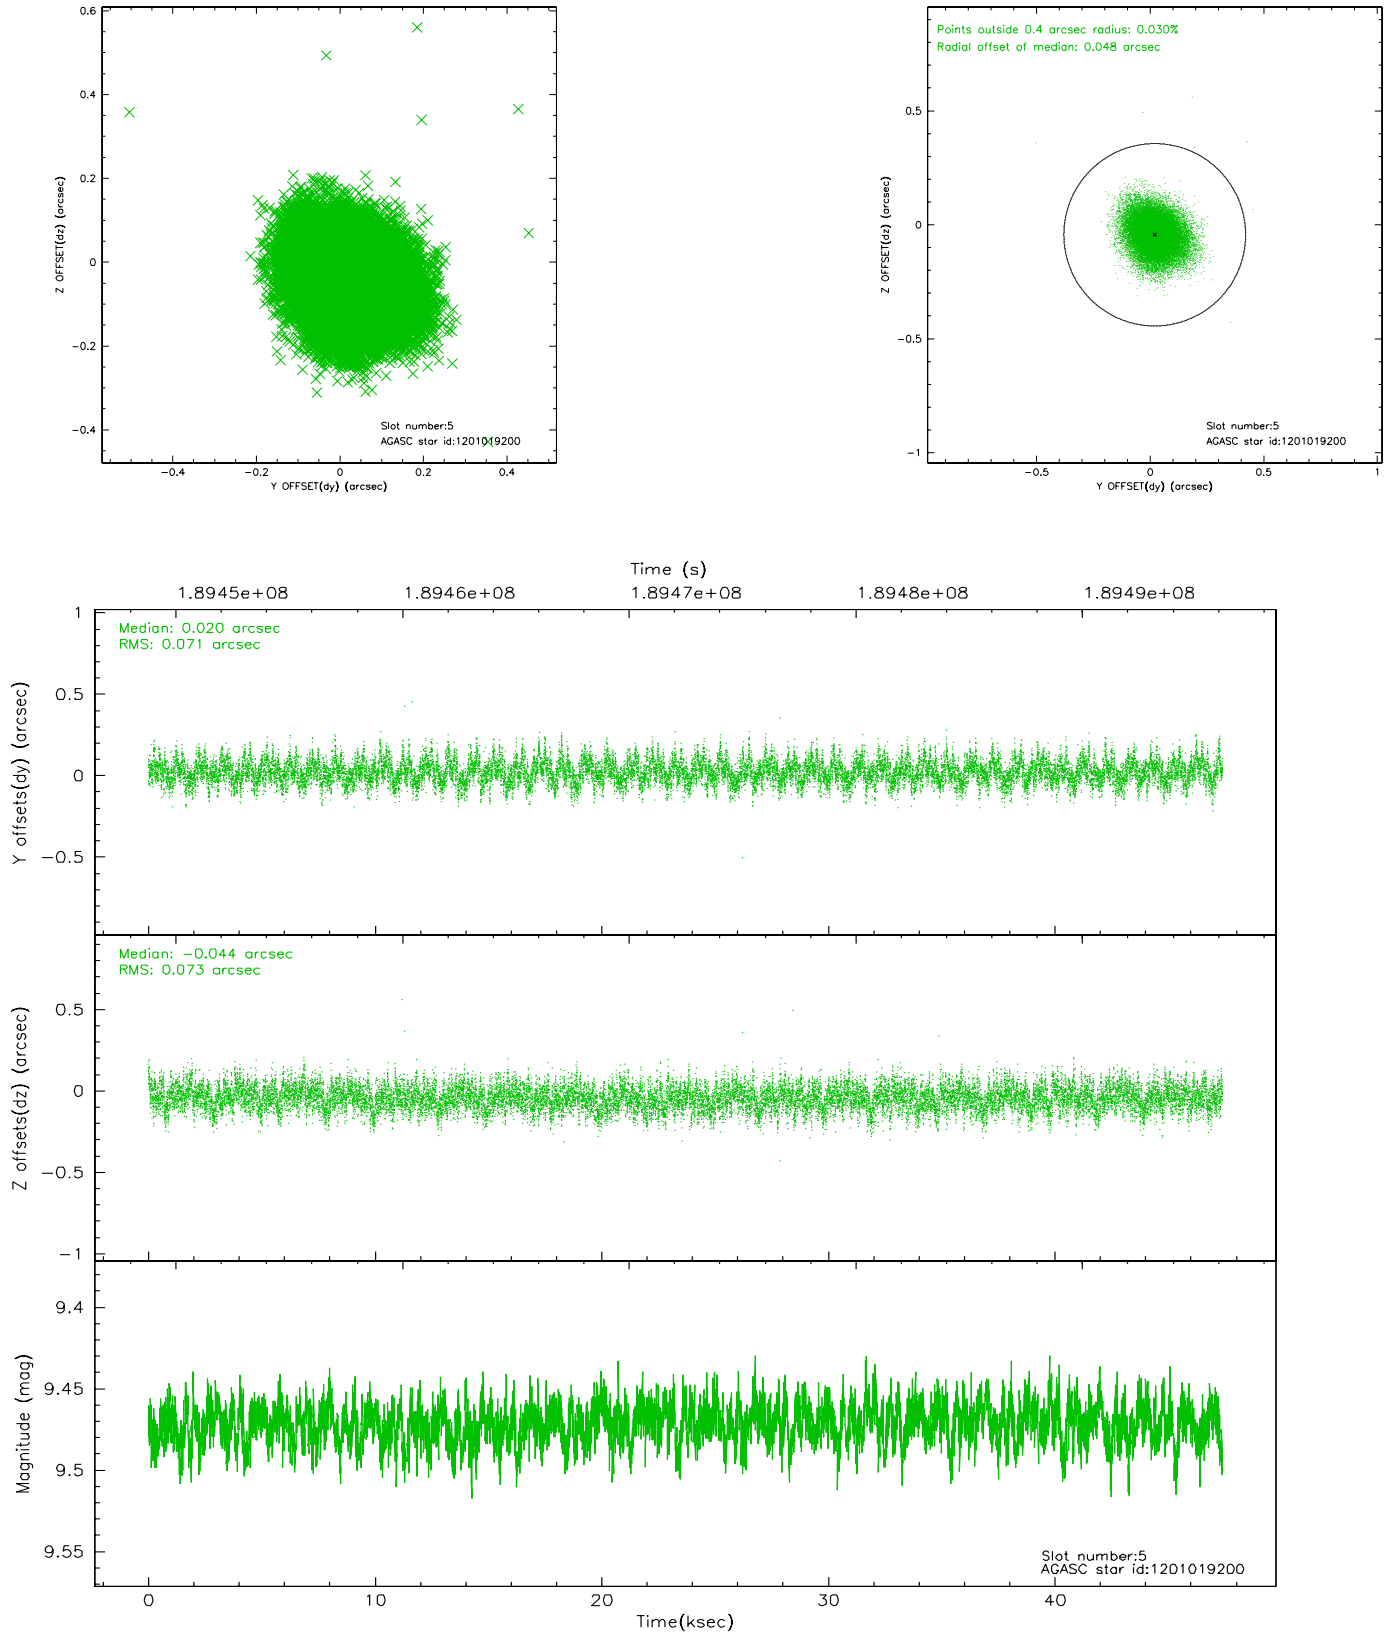 0.6
0.4
0.2
0
−0.2
−0.4
Z OFFSET(dz) (arcsec)
−0.4 −0.2 0 0.2 0.4
Y OFFSET(dy) (arcsec)
Slot number:5
AGASC star id:1201019200
Points outside 0.4 arcsec radius: 0.030%
Radial offset of median: 0.048 arcsec
0.5
0
−0.5
−1
Z OFFSET(dz) (arcsec)
−0.5 0 0.5 1
Y OFFSET(dy) (arcsec)
Slot number:5
AGASC star id:1201019200
Time (s)
1.8945e+08 1.8946e+08 1.8947e+08 1.8948e+08 1.8949e+08
Median: 0.020 arcsec
RMS: 0.071 arcsec
1
0.5
0
−0.5
Y offsets(dy) (arcsec)
Median: −0.044 arcsec
RMS: 0.073 arcsec
0.5
0
−0.5
−1
Z offsets(dz) (arcsec)
9.4
9.45
9.5
9.55
Magnitude (mag)
Slot number:5
AGASC star id:1201019200
0 10 20 30 40
Time(ksec)